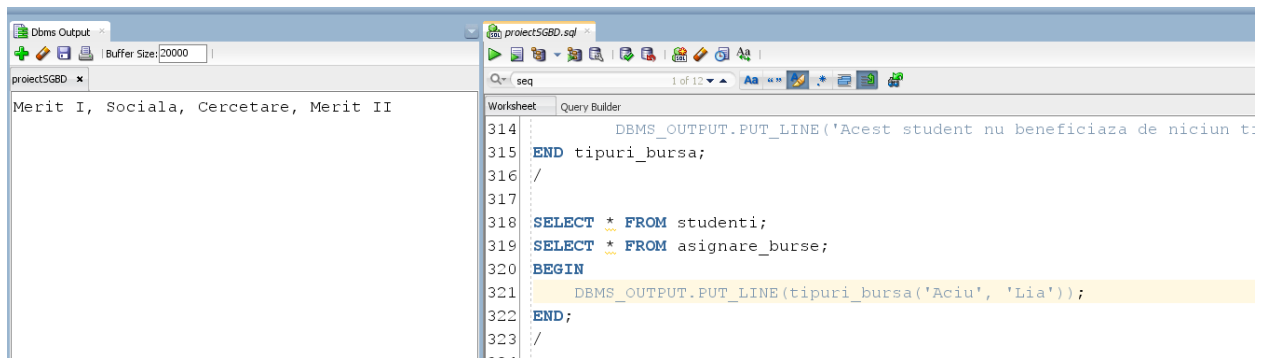 Dbms Output
Buffer Size: 20000
proiectSGBD
Merit I, Sociala, Cercetare, Merit II
proiectSGBD.sql
seq
1 of 12
Aa
Worksheet Query Builder
314 DBMS_OUTPUT.PUT_LINE('Acest student nu beneficiaza de niciun
315 END tipuri_bursa;
316 /
317
318 SELECT * FROM studenti;
319 SELECT * FROM asignare_burse;
320 BEGIN
321 DBMS_OUTPUT.PUT_LINE(tipuri_bursa('Aciu', 'Lia'));
322 END;
323 /